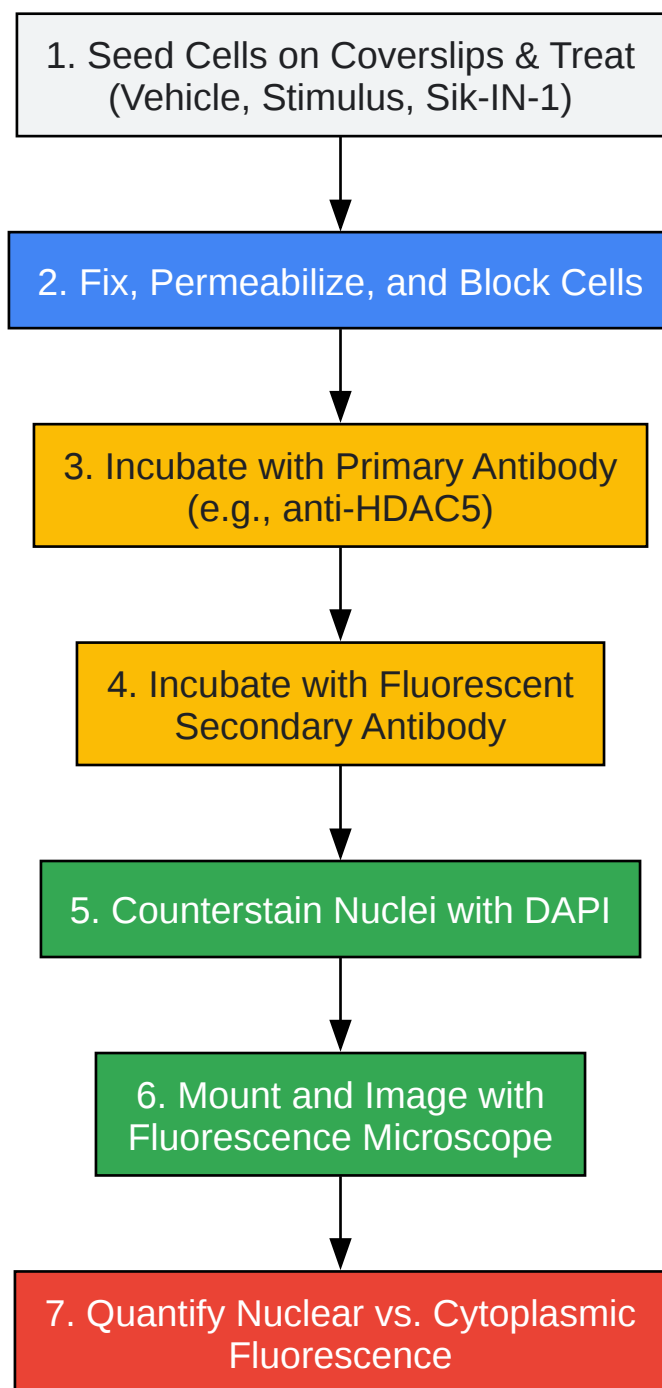 1. Seed Cells on Coverslips & Treat
(Vehicle, Stimulus, Sik-IN-1)
2. Fix, Permeabilize, and Block Cells
3. Incubate with Primary Antibody
(e.g., anti-HDAC5)
4. Incubate with Fluorescent
Secondary Antibody
5. Counterstain Nuclei with DAPI
6. Mount and Image with
Fluorescence Microscope
7. Quantify Nuclear vs. Cytoplasmic
Fluorescence